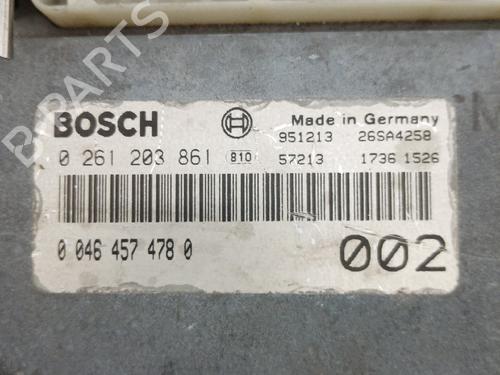 BOSCH Made in Germany
951213 26SA4258
0 261 203 861 810 57213 1736 1526
0 046 457 478 0 002
B-PARTS